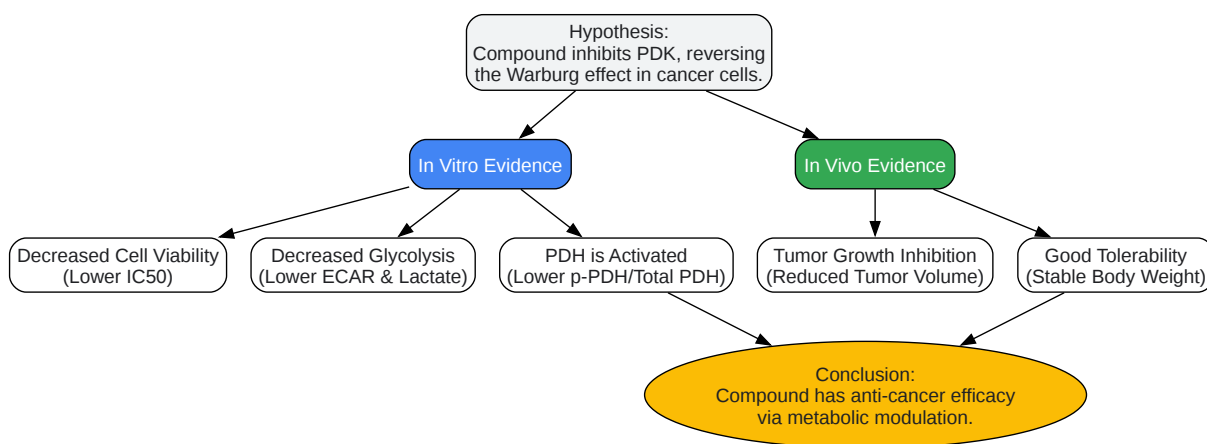 Hypothesis:
Compound inhibits PDK, reversing
the Warburg effect in cancer cells.
In Vitro Evidence
In Vivo Evidence
Decreased Cell Viability
(Lower IC50)
Decreased Glycolysis
(Lower ECAR & Lactate)
PDH is Activated
(Lower p-PDH/Total PDH)
Tumor Growth Inhibition
(Reduced Tumor Volume)
Good Tolerability
(Stable Body Weight)
Conclusion:
Compound has anti-cancer efficacy
via metabolic modulation.